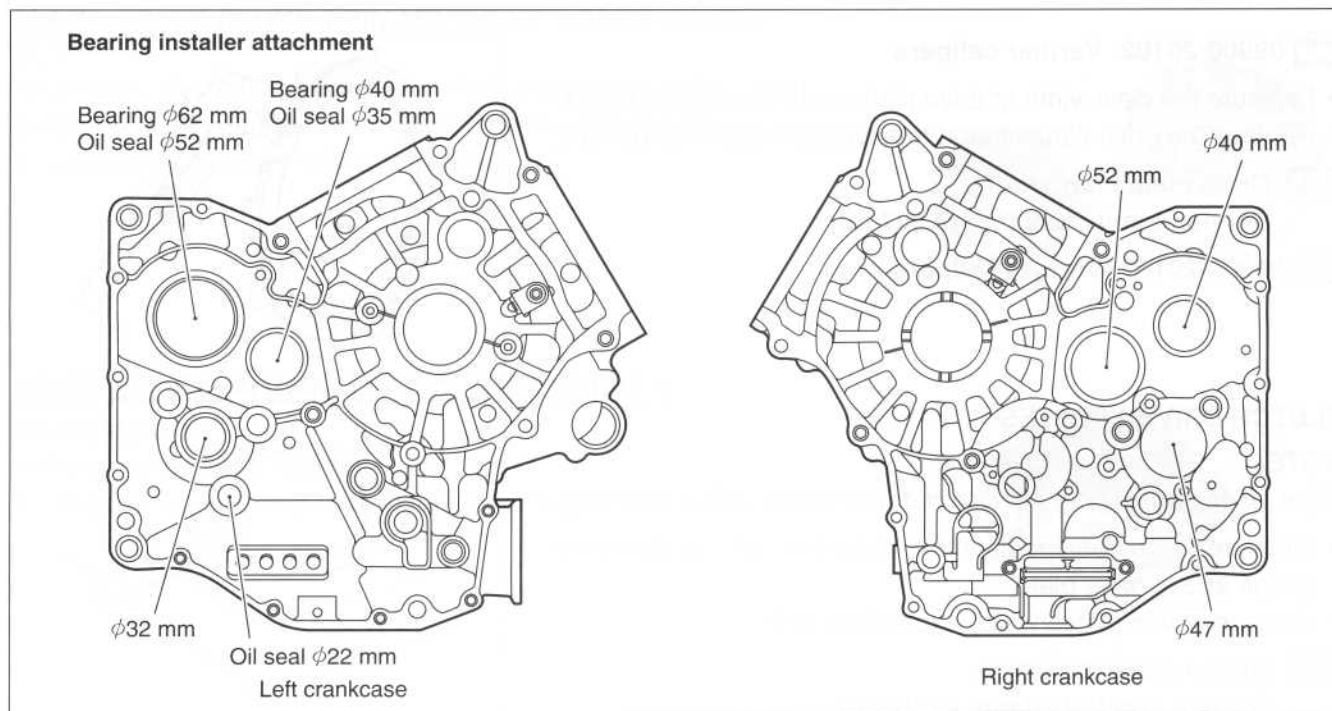 Bearing installer attachment
Bearing ϕ62 mm
Oil seal ϕ52 mm
Bearing ϕ40 mm
Oil seal ϕ35 mm
ϕ32 mm
Oil seal ϕ22 mm
Left crankcase
ϕ52 mm
ϕ40 mm
ϕ47 mm
Right crankcase